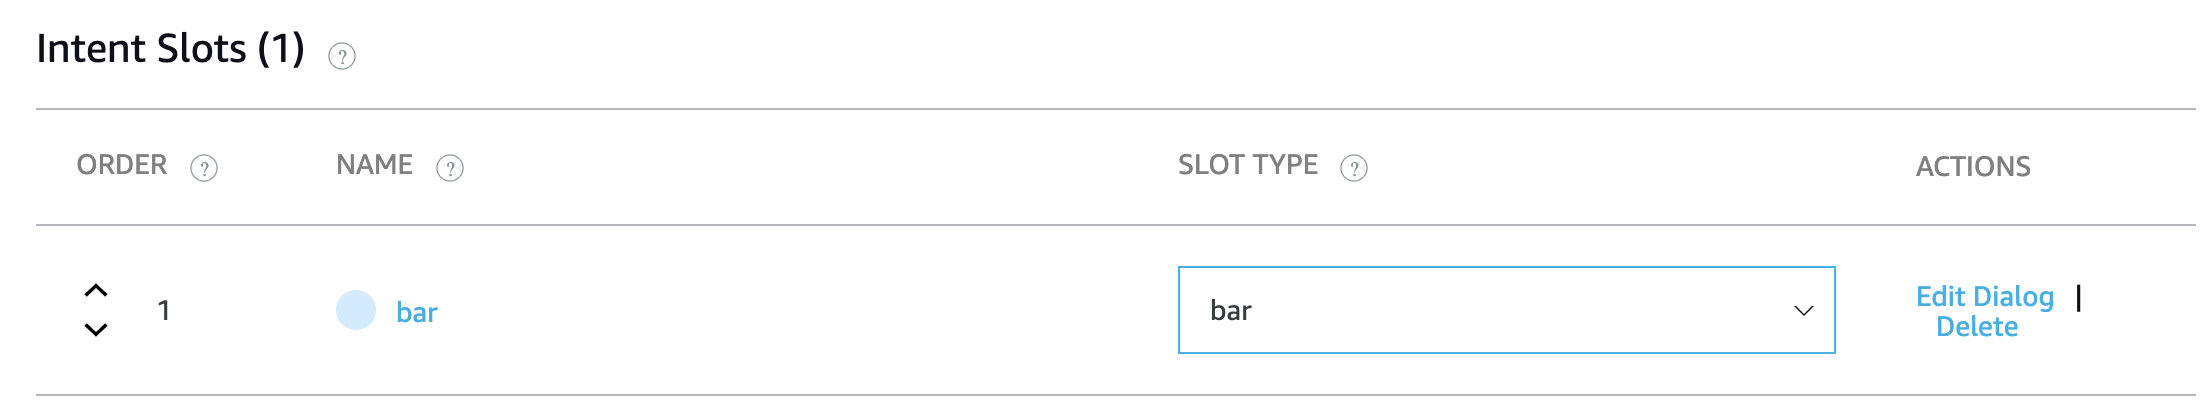 Intent Slots (1) ?
ORDER ? NAME ? SLOT TYPE ? ACTIONS
1 bar bar Edit Dialog |
Delete